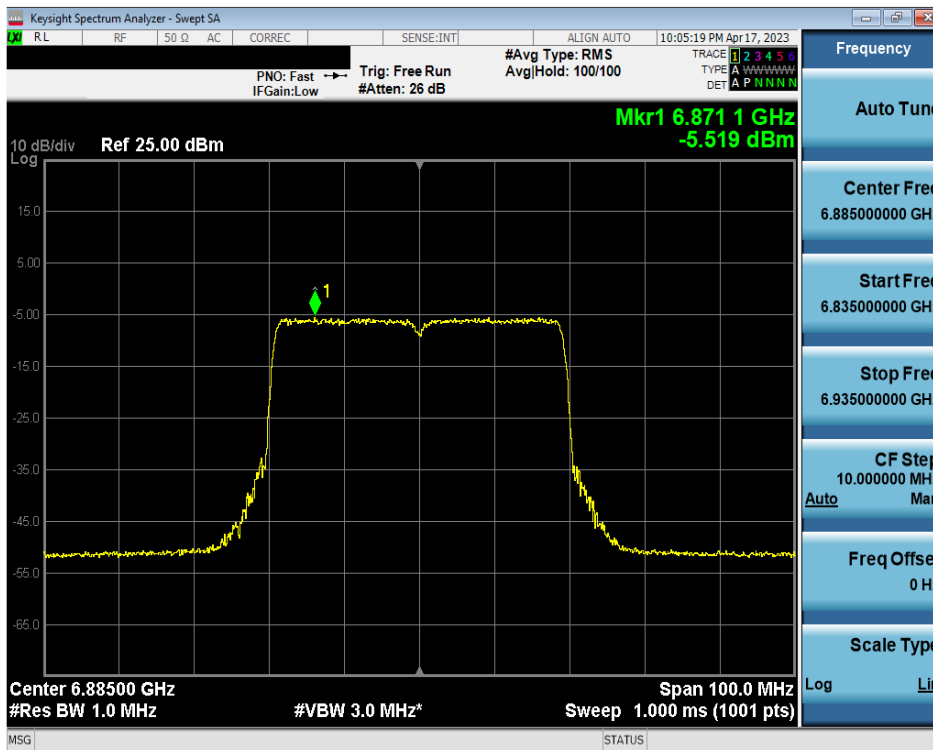 Keysight Spectrum Analyzer - Swept SA
LXI RL RF 50 Ω AC CORREC SENSE:INT ALIGN AUTO 10:05:19 PM Apr 17, 2023
PNO: Fast
IFGain:Low
Trig: Free Run
#Atten: 26 dB
#Avg Type: RMS
Avg|Hold: 100/100
TRACE 1 2 3 4 5 6
TYPE A WWWWW
DET A P N N N N
Mkr1 6.871 1 GHz
-5.519 dBm
10 dB/div Ref 25.00 dBm
Log
15.0
5.00
-5.00
-15.0
-25.0
-35.0
-45.0
-55.0
-65.0
1
Center 6.88500 GHz Span 100.0 MHz
#Res BW 1.0 MHz #VBW 3.0 MHz* Sweep 1.000 ms (1001 pts)
MSG STATUS
Frequency
Auto Tun
Center Fre
6.885000000 GH
Start Fre
6.835000000 GH
Stop Fre
6.935000000 GH
CF Ste
10.000000 MH
Auto Ma
Freq Offse
0 H
Scale Typ
Log Li